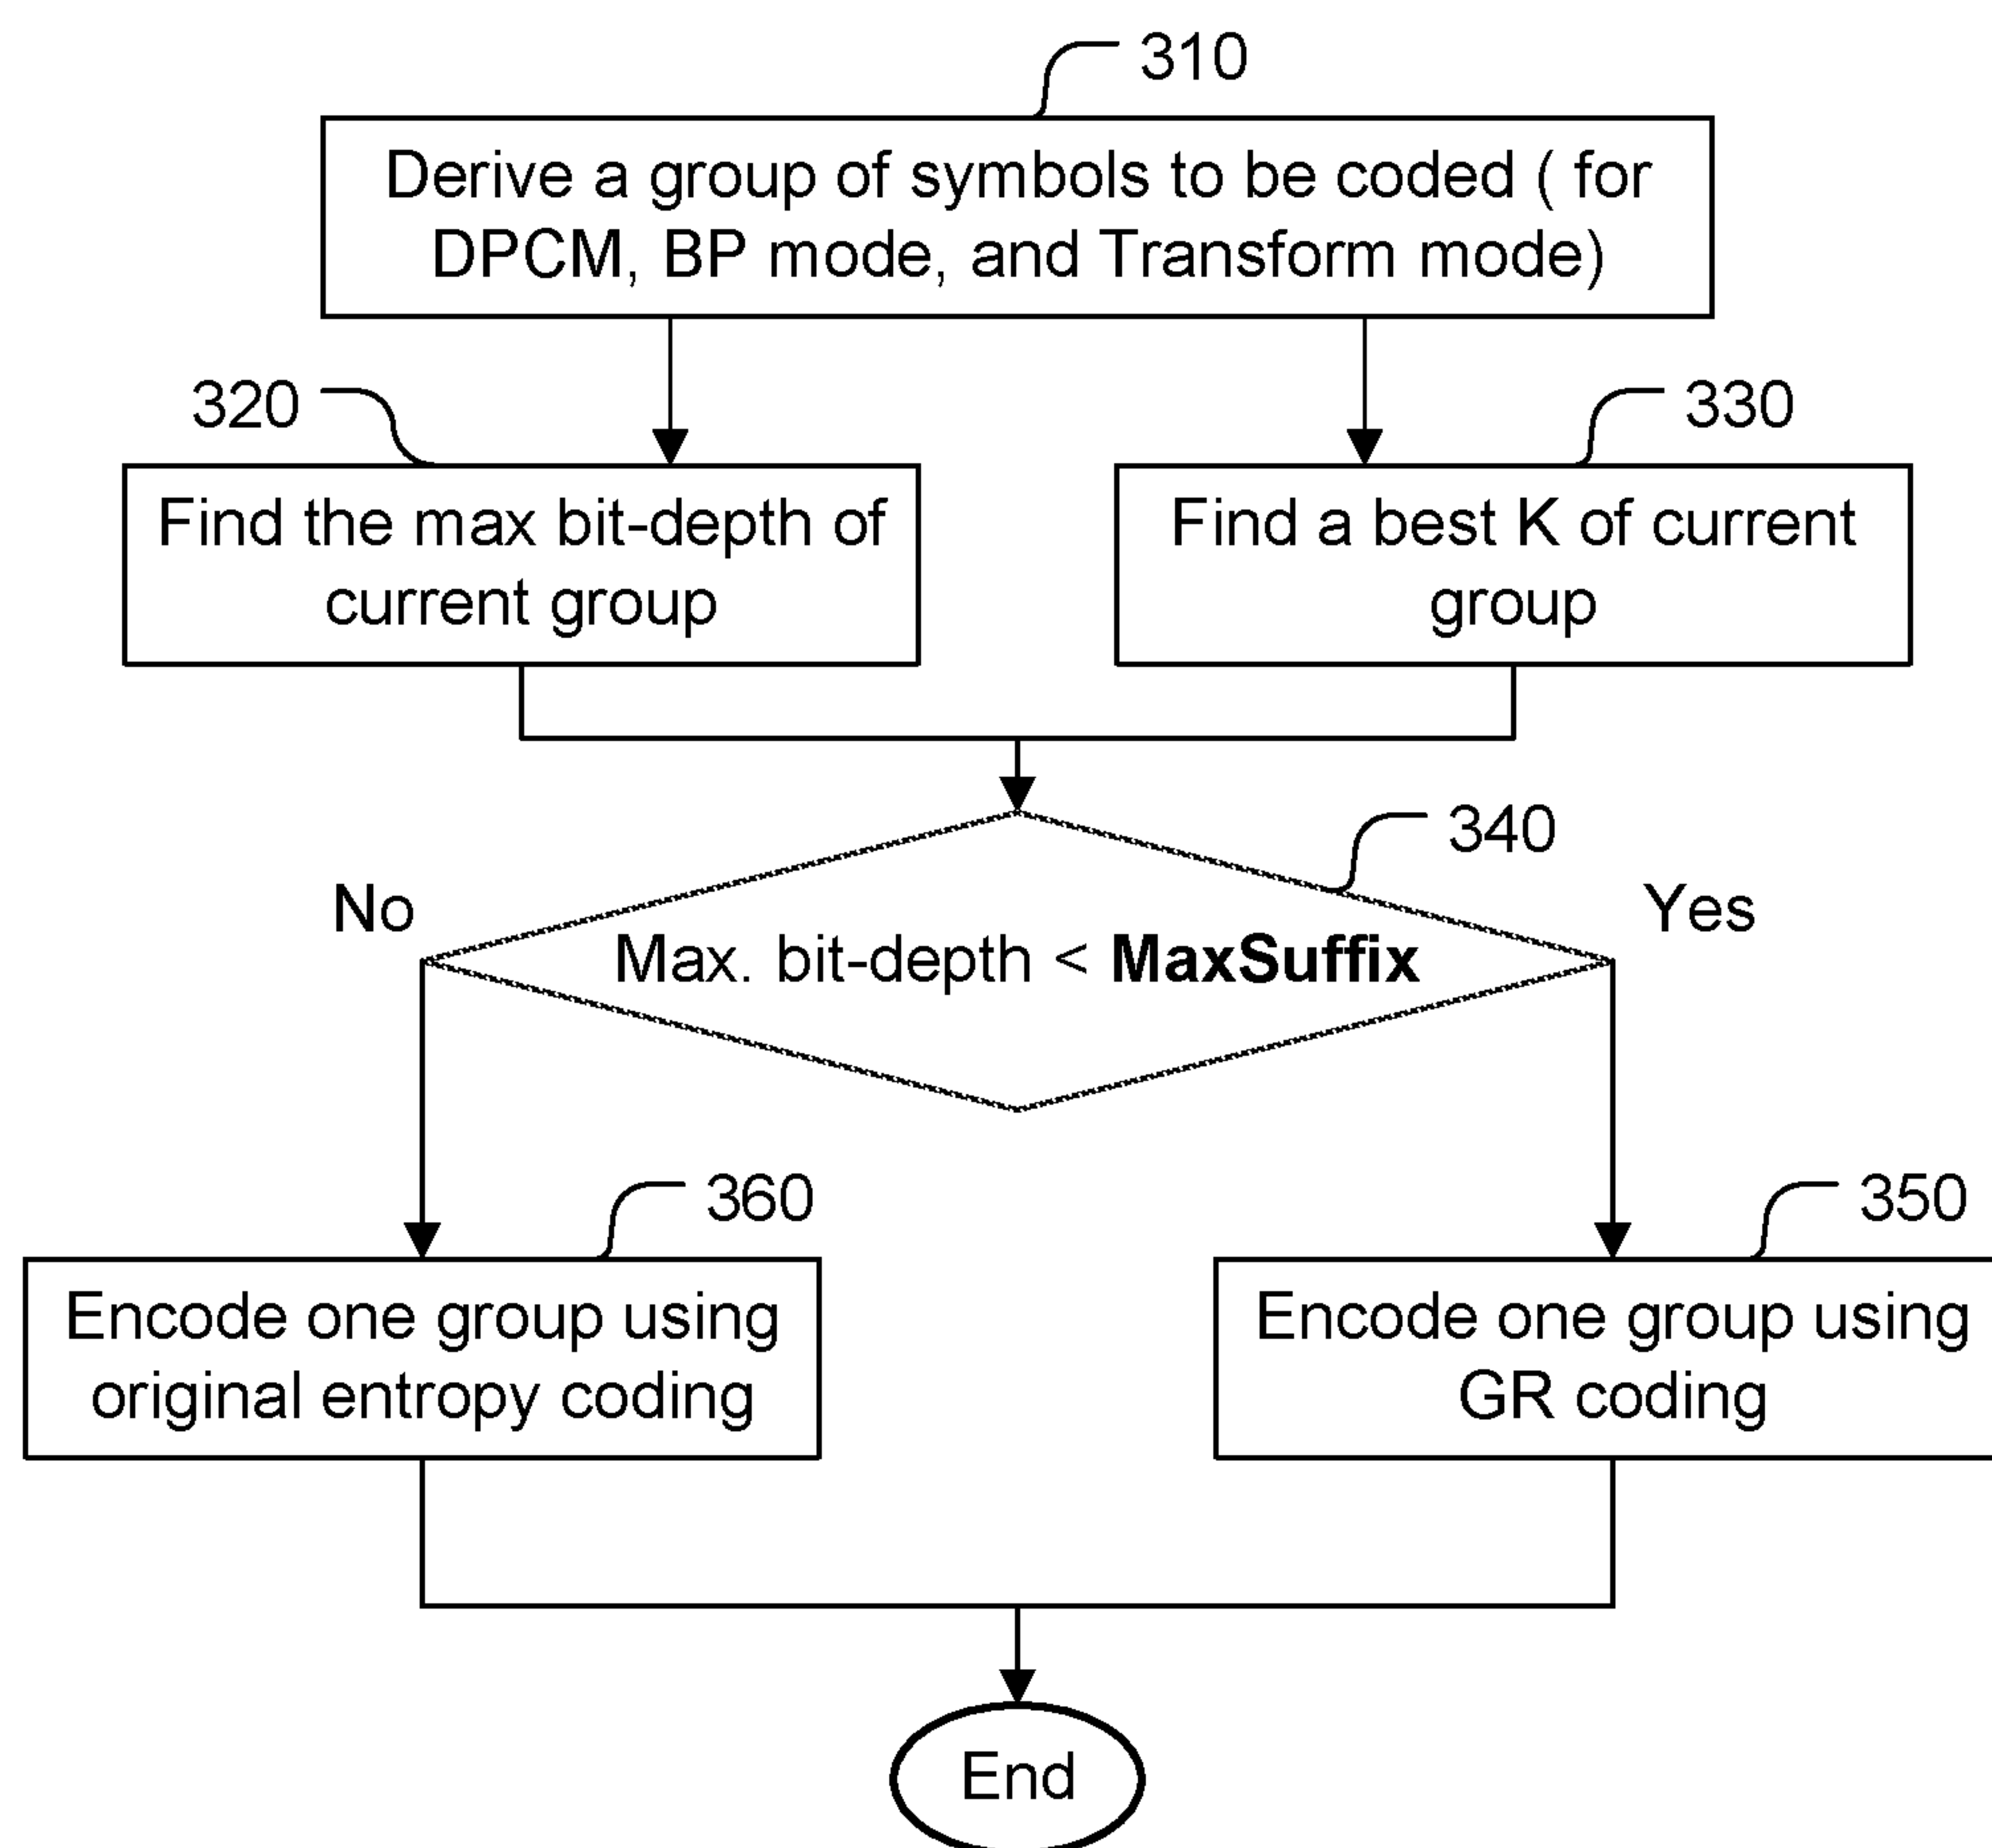 310
Derive a group of symbols to be coded ( for
DPCM, BP mode, and Transform mode)
320
330
Find the max bit-depth of
current group
Find a best K of current
group
340
No
Yes
Max. bit-depth < MaxSuffix
360
350
Encode one group using
original entropy coding
Encode one group using
GR coding
End